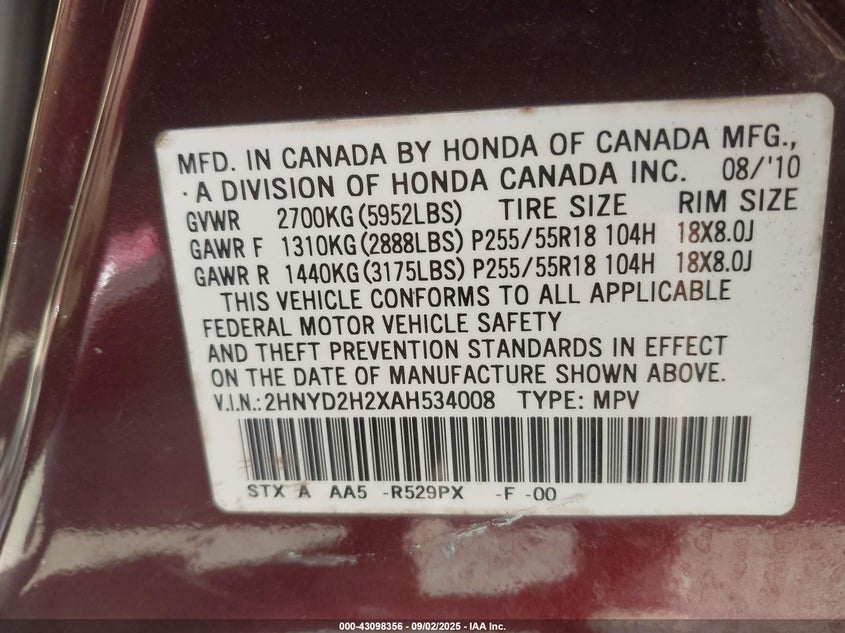 MFD. IN CANADA BY HONDA OF CANADA MFG.,
A DIVISION OF HONDA CANADA INC. 08/'10
GVWR 2700KG(5952LBS) TIRE SIZE RIM SIZE
GAWR F 1310KG(2888LBS) P255/55R18 104H 18X8.0J
GAWR R 1440KG(3175LBS) P255/55R18 104H 18X8.0J
THIS VEHICLE CONFORMS TO ALL APPLICABLE
FEDERAL MOTOR VEHICLE SAFETY
AND THEFT PREVENTION STANDARDS IN EFFECT
ON THE DATE OF MANUFACTURE SHOWN ABOVE.
V.I.N.:2HNYD2H2XAH534008 TYPE: MPV
STX A AA5 -R529PX -F -00
000-43098356 - 09/02/2025 - IAA Inc.